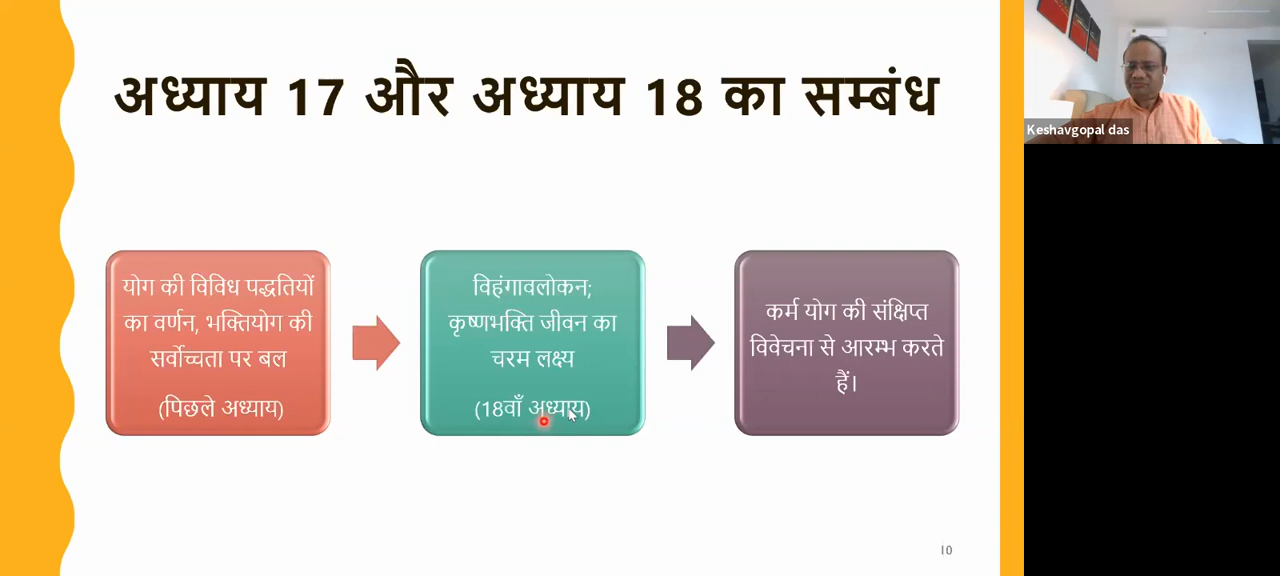 अध्याय 17 और अध्याय 18 का सम्बंध
योग की विविध पद्धतियों
का वर्णन, भक्तियोग की
सर्वोच्चता पर बल
(पिछले अध्याय)
विहंगावलोकन;
कृष्णभक्ति जीवन का
चरम लक्ष्य
(18वाँ अध्याय)
कर्म योग की संक्षिप्त
विवेचना से आरम्भ करते
हैं।
10
Keshavgopal das